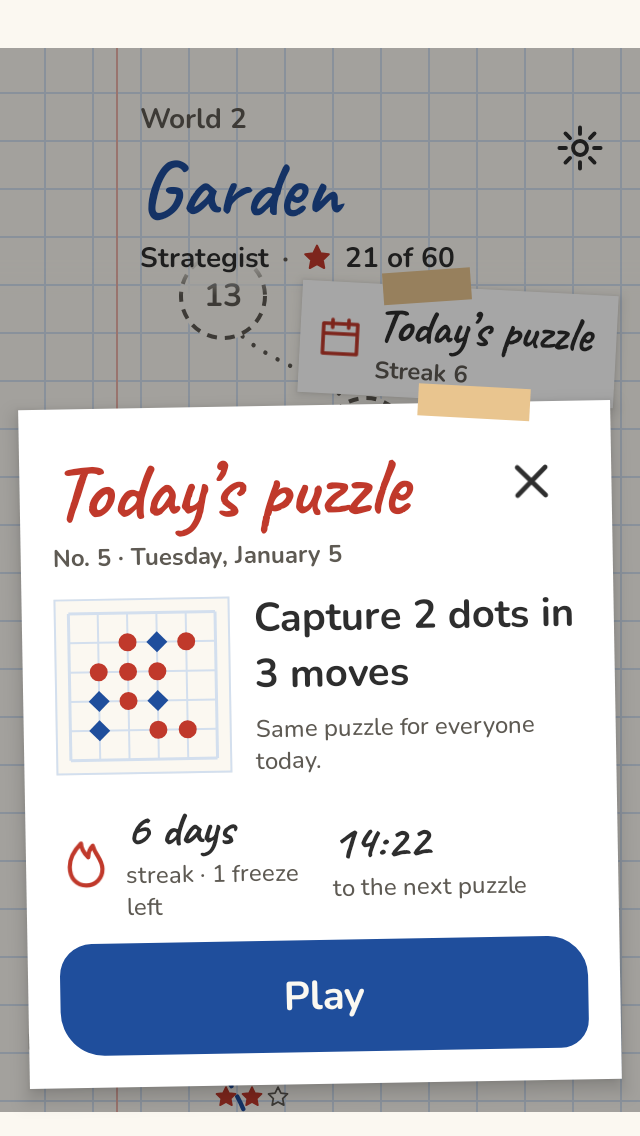 World 2
Garden
Strategist · 21 of 60
13
Today's puzzle
Streak 6
Today's puzzle
No. 5 · Tuesday, January 5
Capture 2 dots in
3 moves
Same puzzle for everyone
today.
6 days
streak · 1 freeze
left
14:22
to the next puzzle
Play